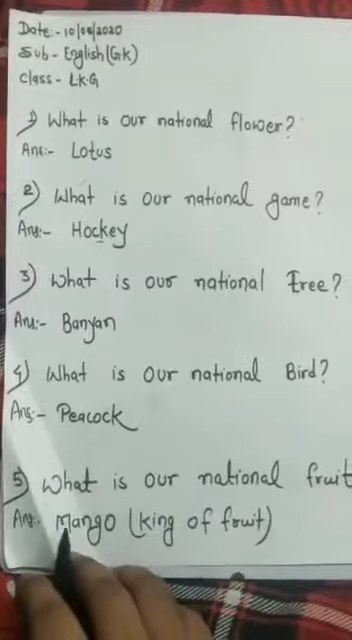 Date:- 10/06/2020
Sub - English (GK)
Class - L.K.G
1) What is our national flower?
Ans:- Lotus
2) What is our national game?
Ans:- Hockey
3) What is our national Tree?
Ans:- Banyan
4) What is our national Bird?
Ans:- Peacock
5) What is our national fruit
Ans:- Mango (king of fruit)